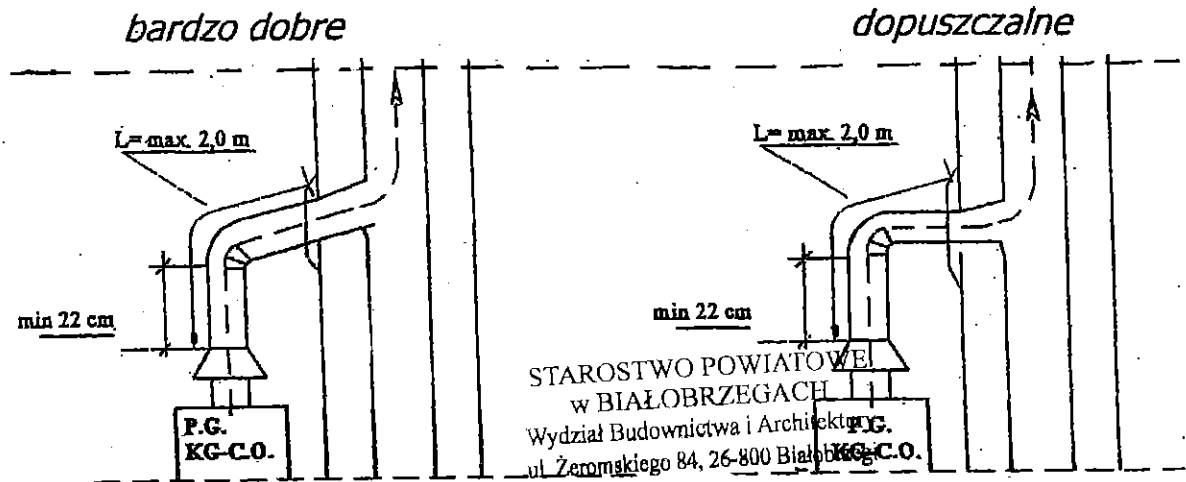 bardzo dobre
dopuszczalne
L= max. 2,0 m
L= max. 2,0 m
min 22 cm
min 22 cm
P.G.
KG-C.O.
STAROSTWO POWIATOWE
w BIAŁOBRZEGACH
Wydział Budownictwa i Architektury
ul. Żeromskiego 84, 26-800 Białobrzegi
P.G.
KG-C.O.